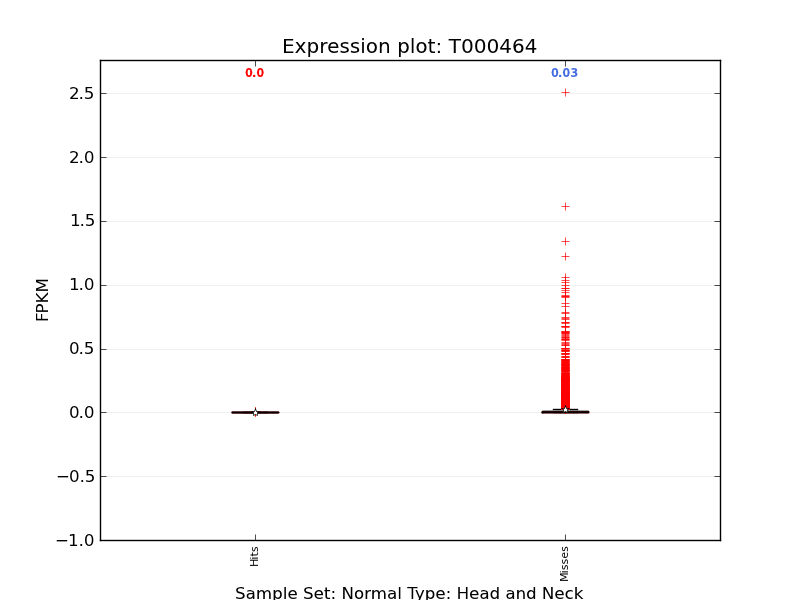 Expression plot: T000464
0.0
0.03
2.5
2.0
1.5
1.0
0.5
0.0
−0.5
−1.0
FPKM
Hits
Misses
Sample Set: Normal Type: Head and Neck